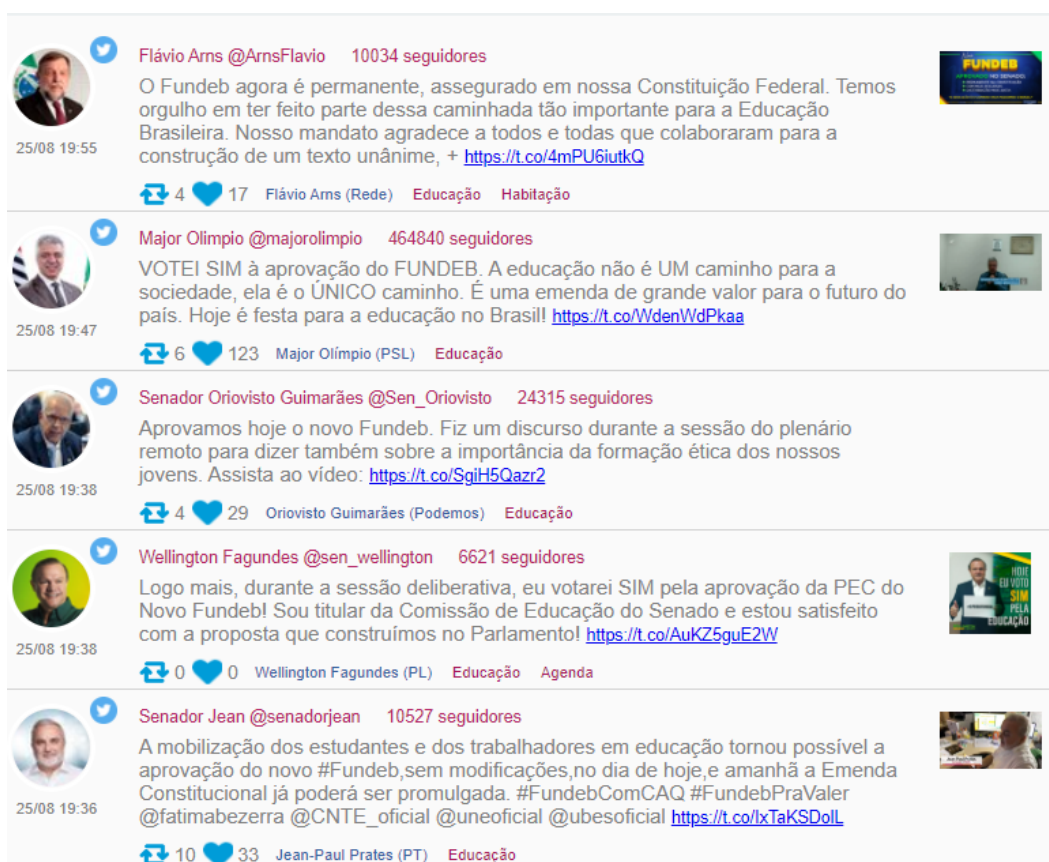 Flávio Arns @ArnsFlavio 10034 seguidores
FUNDEB
O Fundeb agora é permanente, assegurado em nossa Constituição Federal. Temos
orgulho em ter feito parte dessa caminhada tão importante para a Educação
Brasileira. Nosso mandato agradece a todos e todas que colaboraram para a
construção de um texto unânime, + https://t.co/4mPU6iutkQ
25/08 19:55
4 17 Flávio Arns (Rede) Educação Habitação
Major Olimpio @majorolimpio 464840 seguidores
VOTEI SIM à aprovação do FUNDEB. A educação não é UM caminho para a
sociedade, ela é o ÚNICO caminho. É uma emenda de grande valor para o futuro do
país. Hoje é festa para a educação no Brasil! https://t.co/WdenWdPkaa
25/08 19:47
6 123 Major Olímpio (PSL) Educação
Senador Oriovisto Guimarães @Sen_Oriovisto 24315 seguidores
Aprovamos hoje o novo Fundeb. Fiz um discurso durante a sessão do plenário
remoto para dizer também sobre a importância da formação ética dos nossos
jovens. Assista ao vídeo: https://t.co/SgiH5Qazr2
25/08 19:38
4 29 Oriovisto Guimarães (Podemos) Educação
Wellington Fagundes @sen_wellington 6621 seguidores
Logo mais, durante a sessão deliberativa, eu votarei SIM pela aprovação da PEC do
Novo Fundeb! Sou titular da Comissão de Educação do Senado e estou satisfeito
com a proposta que construímos no Parlamento! https://t.co/AuKZ5guE2W
25/08 19:38
HOJE
EU VOTO
SIM
PELA
EDUCAÇÃO
0 0 Wellington Fagundes (PL) Educação Agenda
Senador Jean @senadorjean 10527 seguidores
A mobilização dos estudantes e dos trabalhadores em educação tornou possível a
aprovação do novo #Fundeb,sem modificações,no dia de hoje,e amanhã a Emenda
Constitucional já poderá ser promulgada. #FundebComCAQ #FundebPraValer
@fatimabezerra @CNTE_oficial @uneoficial @ubesoficial https://t.co/IxTaKSDolL
25/08 19:36
10 33 Jean-Paul Prates (PT) Educação